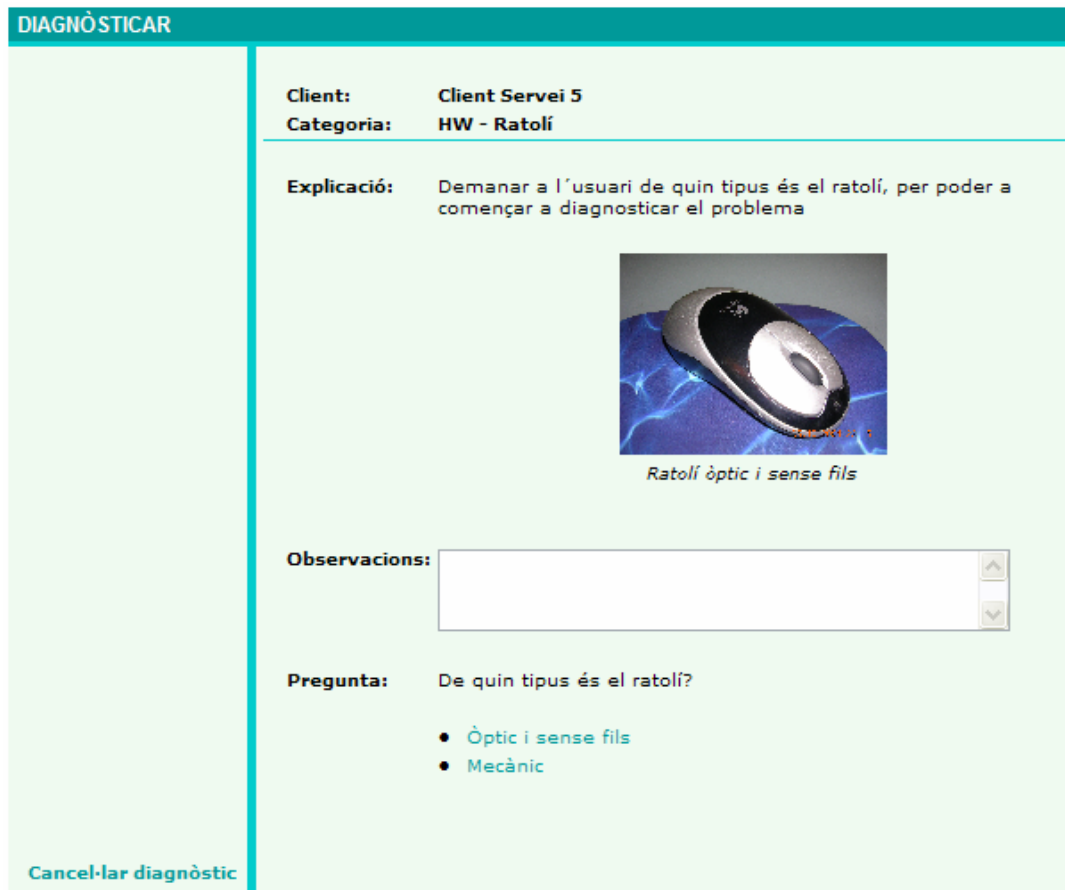 DIAGNÒSTICAR
Client: Client Servei 5
Categoria: HW - Ratolí
Explicació: Demanar a l´usuari de quin tipus és el ratolí, per poder a
començar a diagnosticar el problema
Ratolí òptic i sense fils
Observacions:
Pregunta: De quin tipus és el ratolí?
• Òptic i sense fils
• Mecànic
Cancel·lar diagnòstic